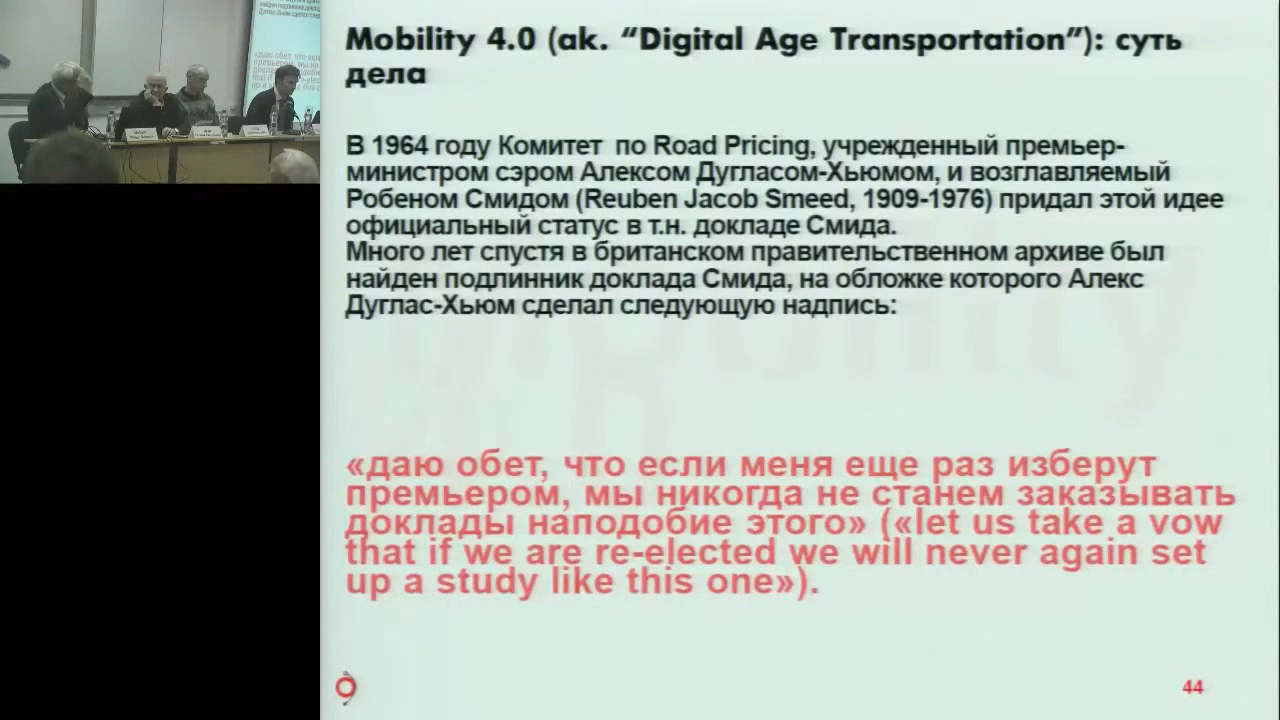 Mobility 4.0 (ak. “Digital Age Transportation”): суть
дела
В 1964 году Комитет по Road Pricing, учрежденный премьер-
министром сэром Алексом Дугласом-Хьюмом, и возглавляемый
Робеном Смидом (Reuben Jacob Smeed, 1909-1976) придал этой идее
официальный статус в т.н. докладе Смида.
Много лет спустя в британском правительственном архиве был
найден подлинник доклада Смида, на обложке которого Алекс
Дуглас-Хьюм сделал следующую надпись:
«даю обет, что если меня еще раз изберут
премьером, мы никогда не станем заказывать
доклады наподобие этого» («let us take a vow
that if we are re-elected we will never again set
up a study like this one»).
44